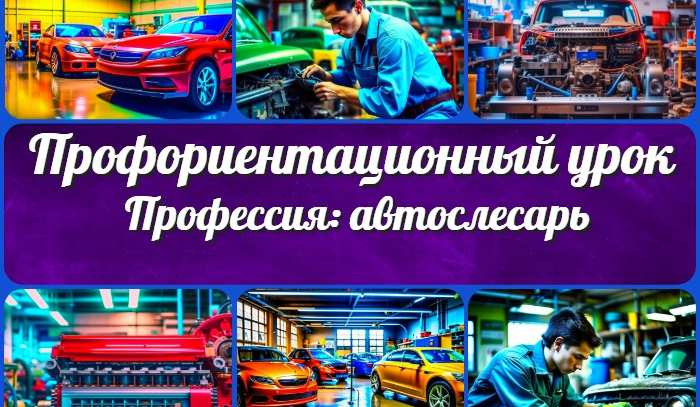 Профориентационный урок
Профессия: автослесарь